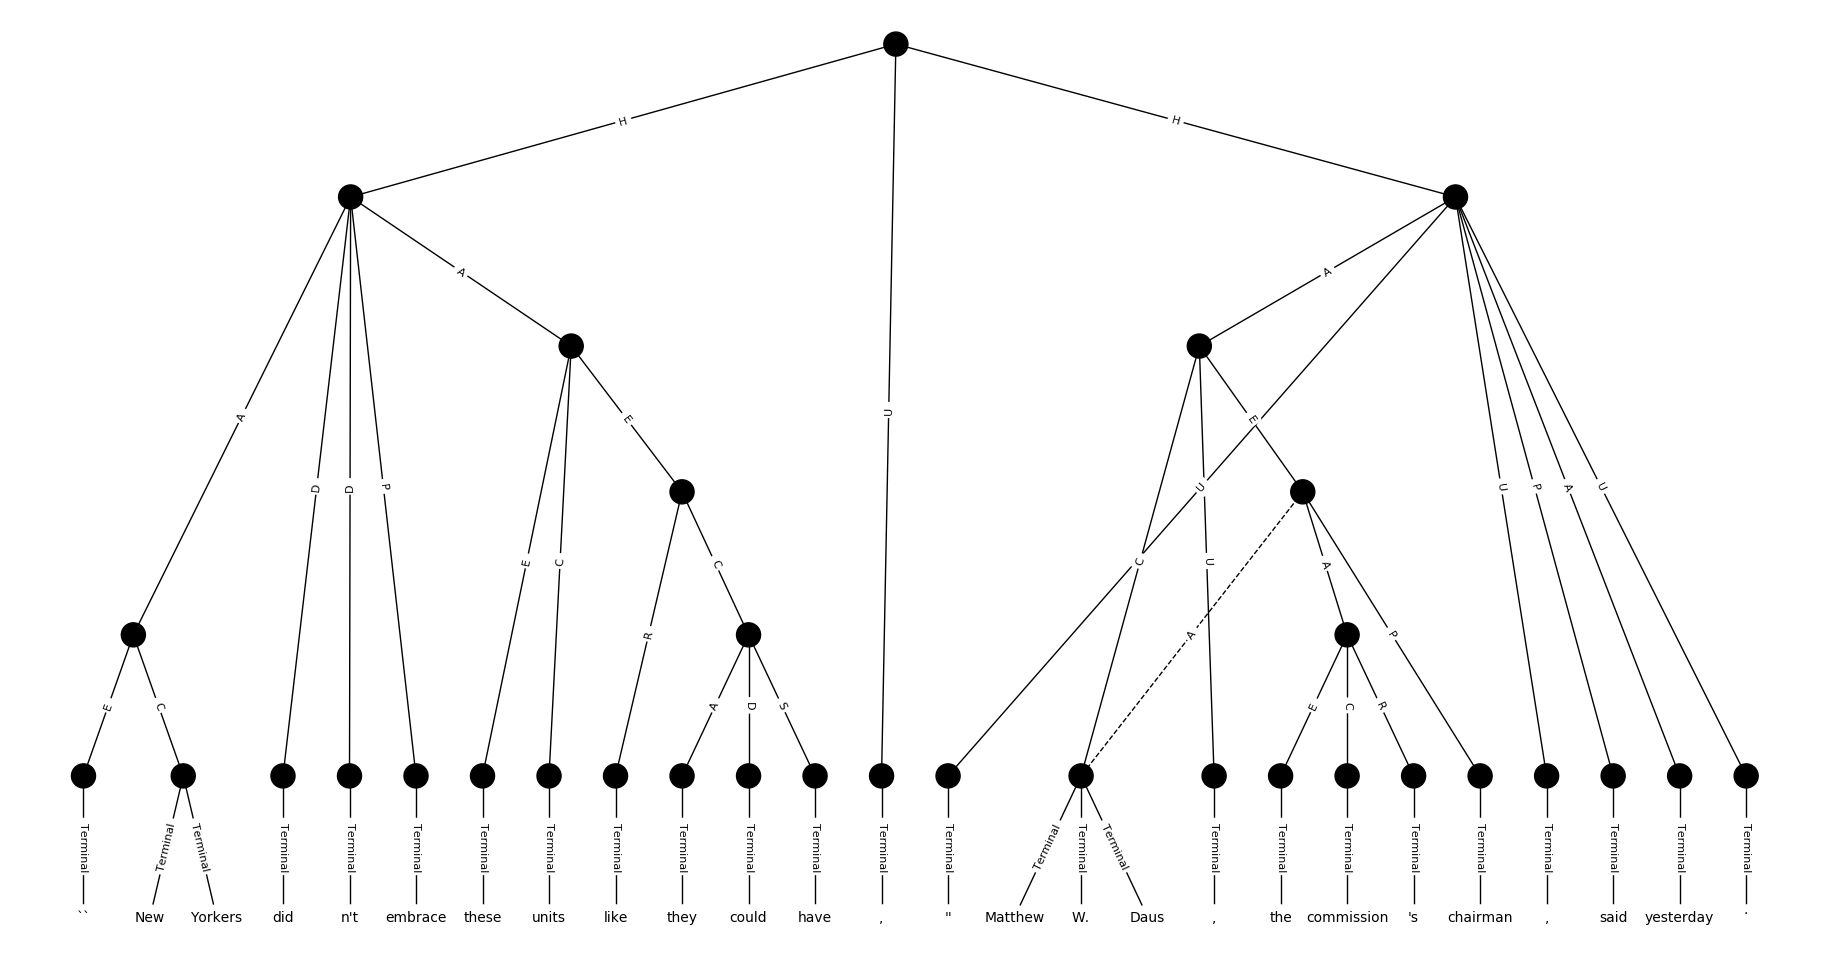 H H
A D D P A U A U U P A U
A E C R C E C U E A P
E C A D S A E C R
Terminal Terminal Terminal Terminal Terminal Terminal Terminal Terminal Terminal Terminal Terminal Terminal Terminal Terminal Terminal Terminal Terminal Terminal Terminal Terminal Terminal Terminal Terminal Terminal Terminal Terminal
`` New Yorkers did n't embrace these units like they could have , " Matthew W. Daus , the commission 's chairman , said yesterday .